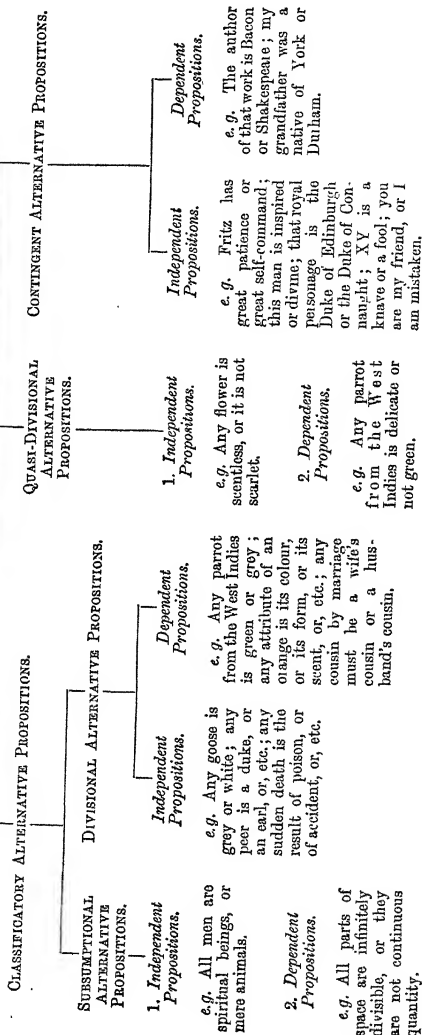 CLASSIFICATORY ALTERNATIVE PROPOSITIONS.
SUBSUMPTIONAL
ALTERNATIVE
PROPOSITIONS.
1. Independent
Propositions.
e.g. All men are
spiritual beings, or
mere animals.
2. Dependent
Propositions.
e.g. All parts of
space are infinitely
divisible, or they
are not continuous
quantity.
DIVISIONAL ALTERNATIVE PROPOSITIONS.
Independent
Propositions.
e.g. Any goose is
grey or white; any
peer is a duke, or
an earl, or, etc.; any
sudden death is the
result of poison, or
of accident, or, etc.
Dependent
Propositions.
e. g. Any parrot
from the West Indies
is green or grey;
any attribute of an
orange is its colour,
or its form, or its
scent, or, etc.; any
cousin by marriage
must be a wife's
cousin or a hus-
band's cousin.
QUASI-DIVISIONAL
ALTERNATIVE
PROPOSITIONS.
1. Independent
Propositions.
e.g. Any flower is
scentless, or it is not
scarlet.
2. Dependent
Propositions.
e.g. Any parrot
from the West
Indies is delicate or
not green.
CONTINGENT ALTERNATIVE PROPOSITIONS.
Independent
Propositions.
e. g. Fritz has
great patience or
great self-command;
this man is inspired
or divine; that royal
personage is the
Duke of Edinburgh
or the Duke of Con-
naught; XY is a
knave or a fool; you
are my friend, or I
am mistaken.
Dependent
Propositions.
e. g. The author
of that work is Bacon
or Shakespeare; my
grandfather was a
native of York or
Durham.